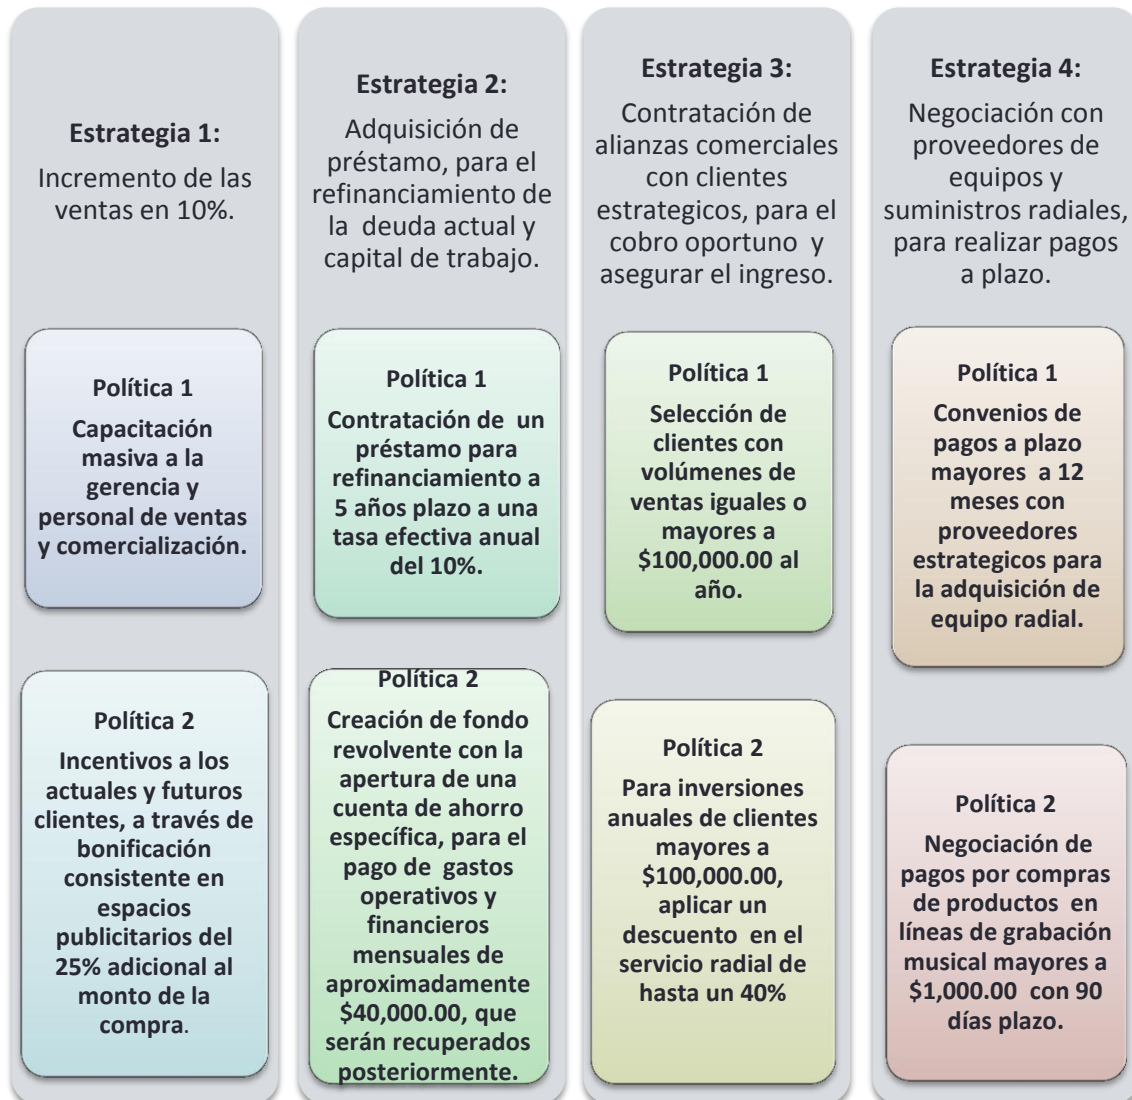 Estrategia 1:
Incremento de las
ventas en 10%.
Política 1
Capacitación
masiva a la
gerencia y
personal de ventas
y comercialización.
Política 2
Incentivos a los
actuales y futuros
clientes, a través de
bonificación
consistente en
espacios
publicitarios del
25% adicional al
monto de la
compra.
Estrategia 2:
Adquisición de
préstamo, para el
refinanciamiento de
la deuda actual y
capital de trabajo.
Política 1
Contratación de un
préstamo para
refinanciamiento a
5 años plazo a una
tasa efectiva anual
del 10%.
Política 2
Creación de fondo
revolvente con la
apertura de una
cuenta de ahorro
específica, para el
pago de gastos
operativos y
financieros
mensuales de
aproximadamente
$40,000.00, que
serán recuperados
posteriormente.
Estrategia 3:
Contratación de
alianzas comerciales
con clientes
estrategicos, para el
cobro oportuno y
asegurar el ingreso.
Política 1
Selección de
clientes con
volúmenes de
ventas iguales o
mayores a
$100,000.00 al
año.
Política 2
Para inversiones
anuales de clientes
mayores a
$100,000.00,
aplicar un
descuento en el
servicio radial de
hasta un 40%
Estrategia 4:
Negociación con
proveedores de
equipos y
suministros radiales,
para realizar pagos
a plazo.
Política 1
Convenios de
pagos a plazo
mayores a 12
meses con
proveedores
estrategicos para
la adquisición de
equipo radial.
Política 2
Negociación de
pagos por compras
de productos en
líneas de grabación
musical mayores a
$1,000.00 con 90
días plazo.